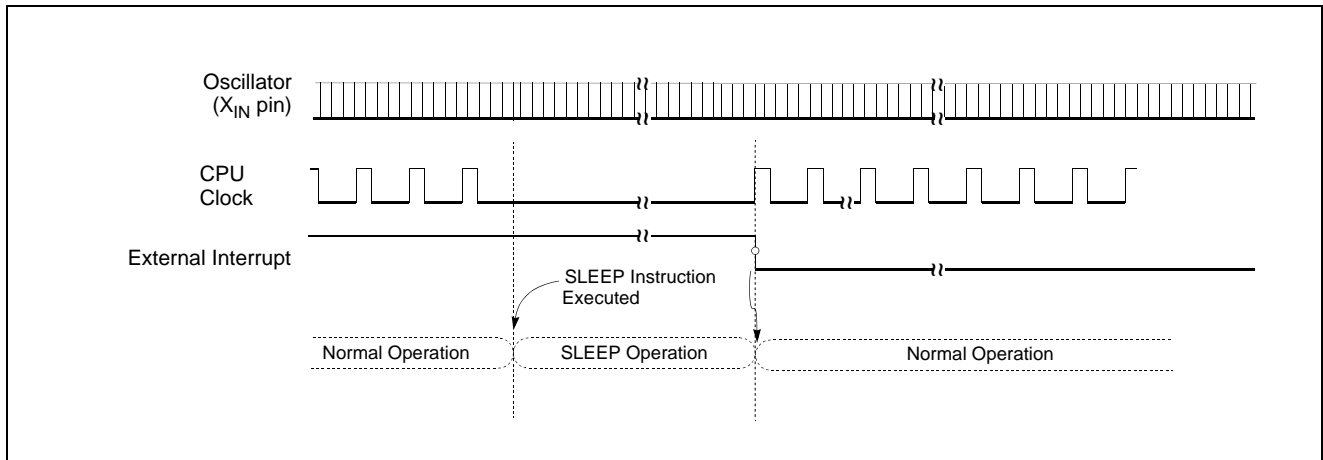 Oscillator
(XIN pin)
CPU
Clock
External Interrupt
SLEEP Instruction
Executed
Normal Operation
SLEEP Operation
Normal Operation